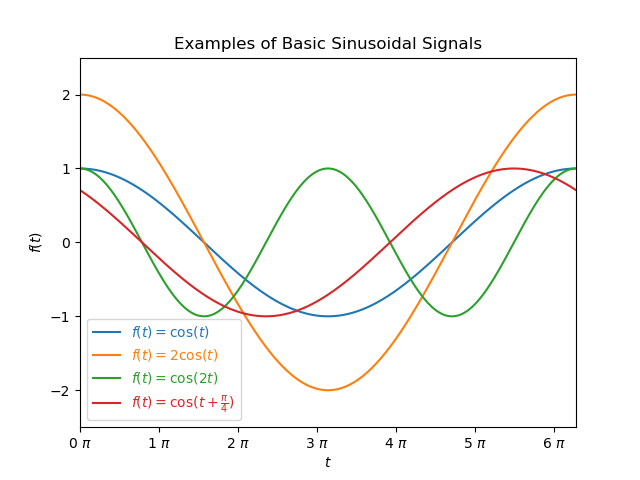 Examples of Basic Sinusoidal Signals
f(t)
2
1
0
−1
−2
f(t) = cos(t)
f(t) = 2cos(t)
f(t) = cos(2t)
f(t) = cos(t + π/4)
0 π 1 π 2 π 3 π 4 π 5 π 6 π
t